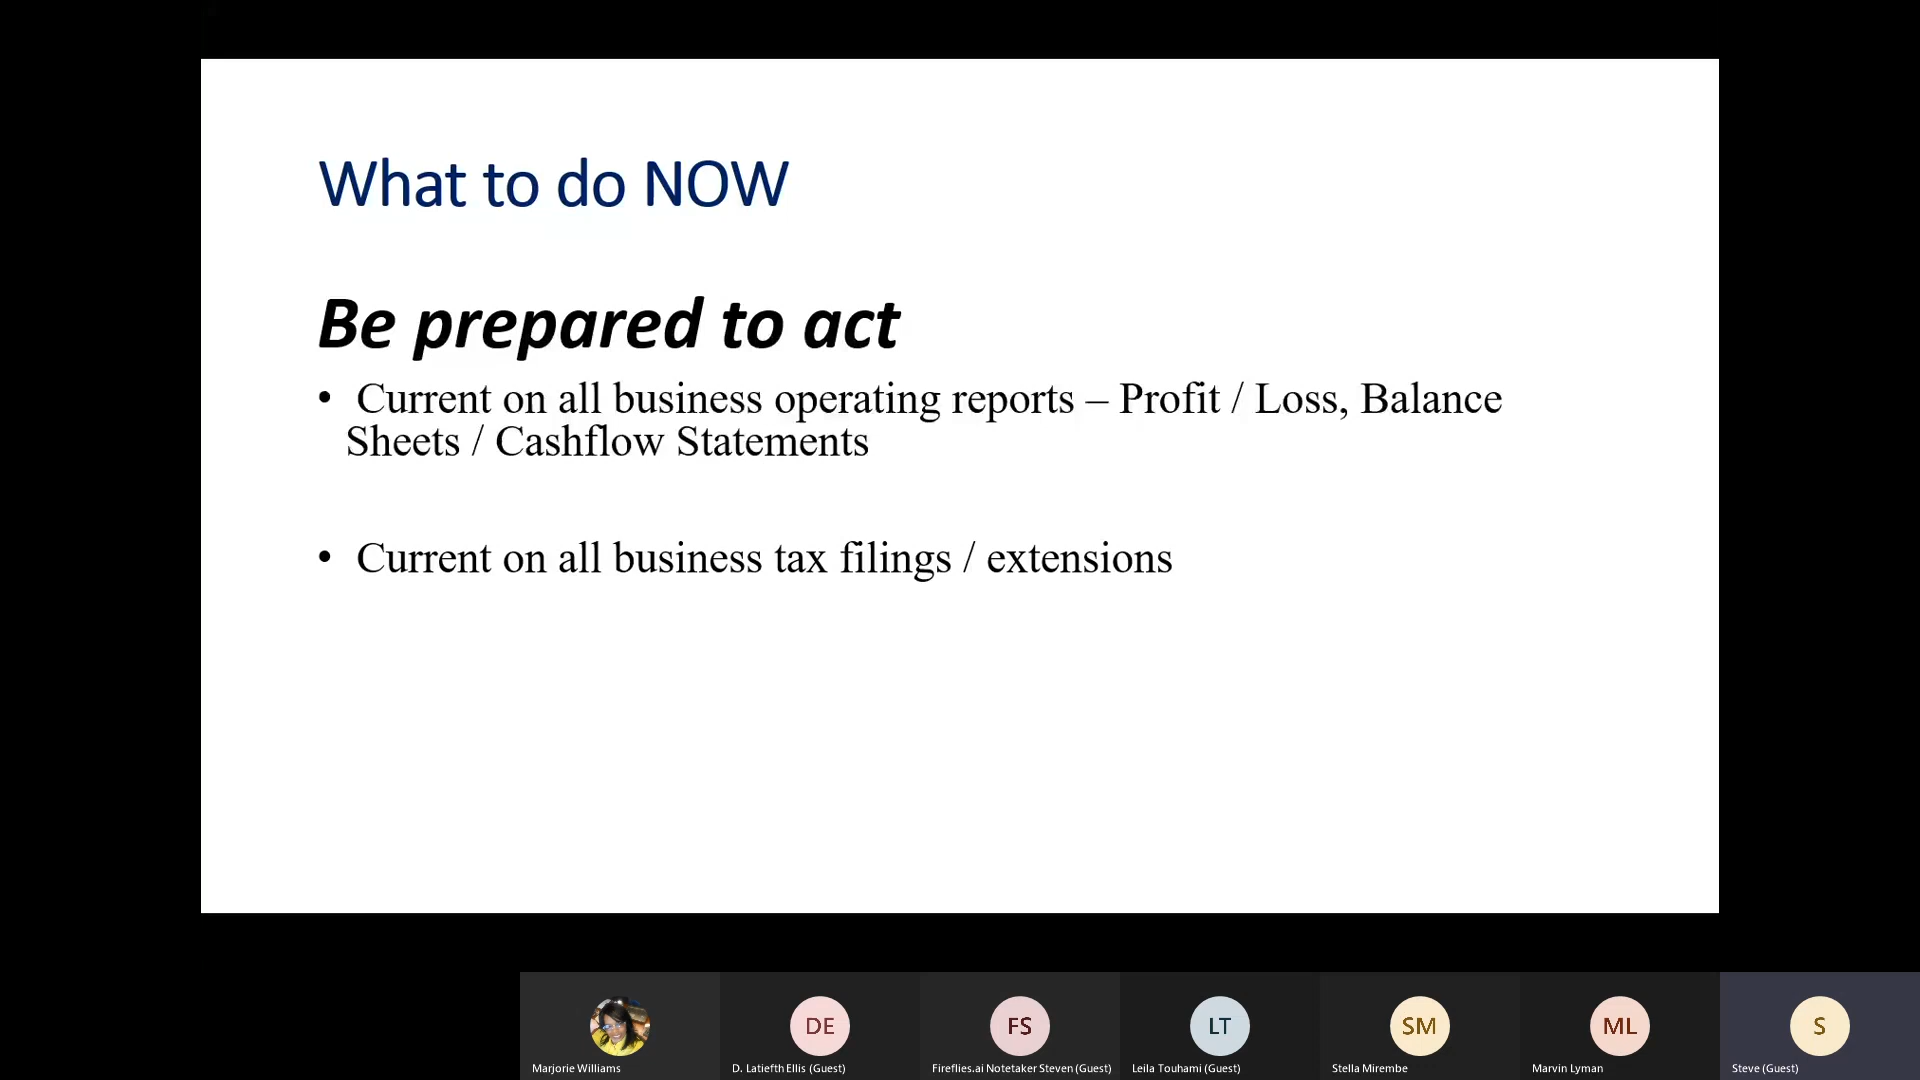 What to do NOW
Be prepared to act
• Current on all business operating reports – Profit / Loss, Balance
Sheets / Cashflow Statements
• Current on all business tax filings / extensions
DE
FS
LT
SM
ML
S
Marjorie Williams
D. Latiefth Ellis (Guest)
Fireflies.ai Notetaker Steven (Guest)
Leila Touhami (Guest)
Stella Mirembe
Marvin Lyman
Steve (Guest)